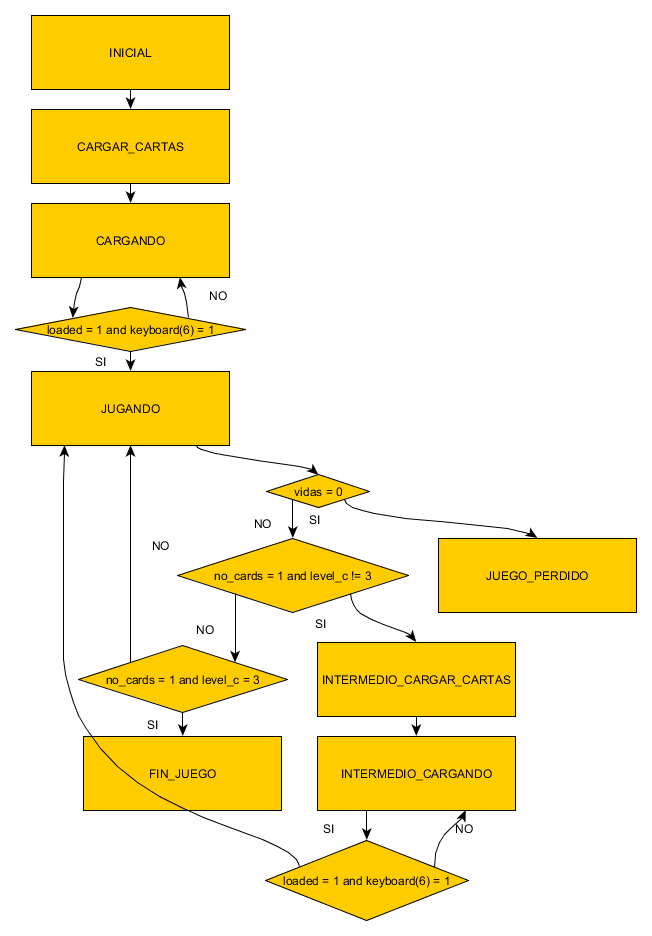 INICIAL
CARGAR_CARTAS
CARGANDO
NO
loaded = 1 and keyboard(6) = 1
SI
JUGANDO
vidas = 0
NO
SI
NO
no_cards = 1 and level_c != 3
JUEGO_PERDIDO
SI
NO
no_cards = 1 and level_c = 3
INTERMEDIO_CARGAR_CARTAS
SI
FIN_JUEGO
INTERMEDIO_CARGANDO
SI
NO
loaded = 1 and keyboard(6) = 1